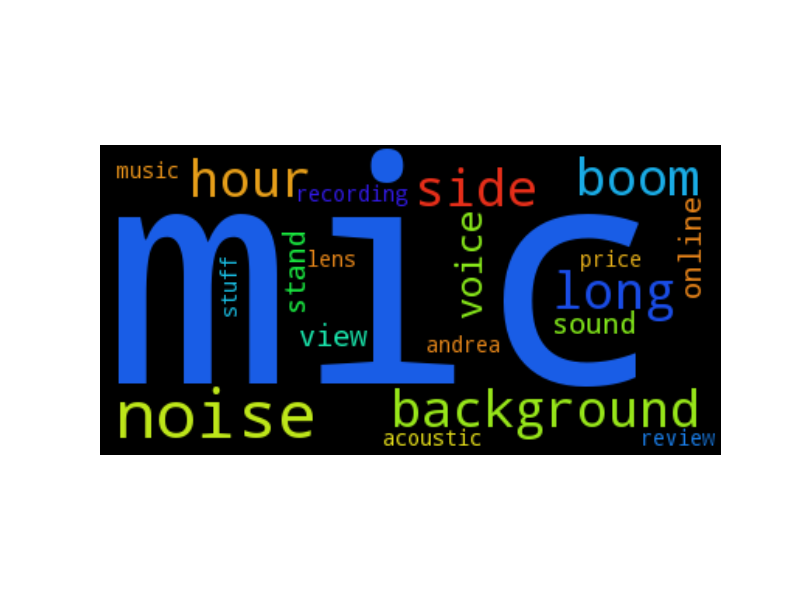 music
hour
recording
side
boom
mic
stuff
stand
lens
voice
price
online
long
sound
view
andrea
noise
background
acoustic
review